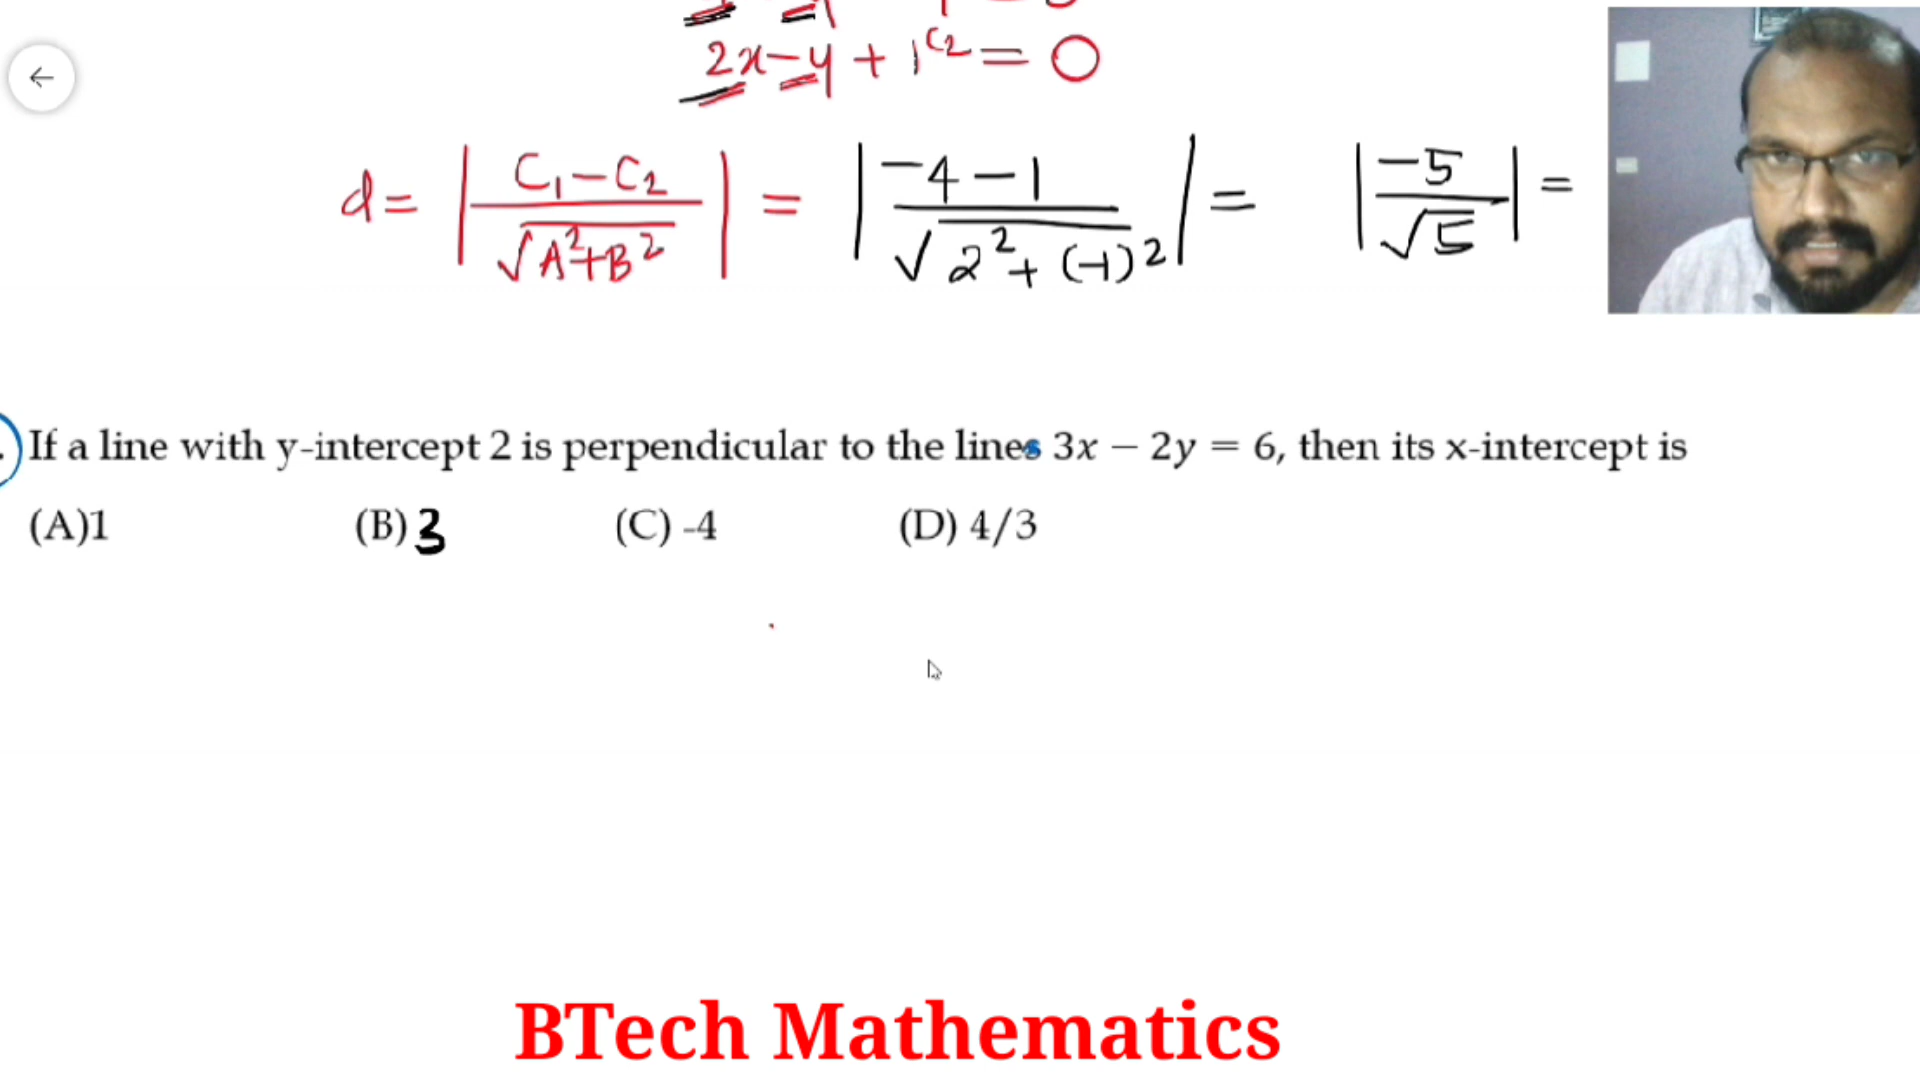 2x-y + 1 C2 = 0
d = | C1-C2 / √A²+B² | = | -4-1 / √2²+(-1)² | = | -5 / √5 | =
.) If a line with y-intercept 2 is perpendicular to the lines 3x − 2y = 6, then its x-intercept is
(A)1 (B) 3 (C) -4 (D) 4/3
BTech Mathematics